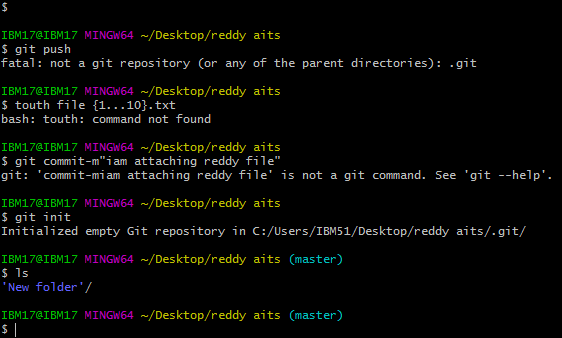 $
IBM17@IBM17 MINGW64 ~/Desktop/reddy aits
$ git push
fatal: not a git repository (or any of the parent directories): .git
IBM17@IBM17 MINGW64 ~/Desktop/reddy aits
$ touth file {1...10}.txt
bash: touth: command not found
IBM17@IBM17 MINGW64 ~/Desktop/reddy aits
$ git commit-m"iam attaching reddy file"
git: 'commit-miam attaching reddy file' is not a git command. See 'git --help'.
IBM17@IBM17 MINGW64 ~/Desktop/reddy aits
$ git init
Initialized empty Git repository in C:/Users/IBM51/Desktop/reddy aits/.git/
IBM17@IBM17 MINGW64 ~/Desktop/reddy aits (master)
$ ls
'New folder'/
IBM17@IBM17 MINGW64 ~/Desktop/reddy aits (master)
$